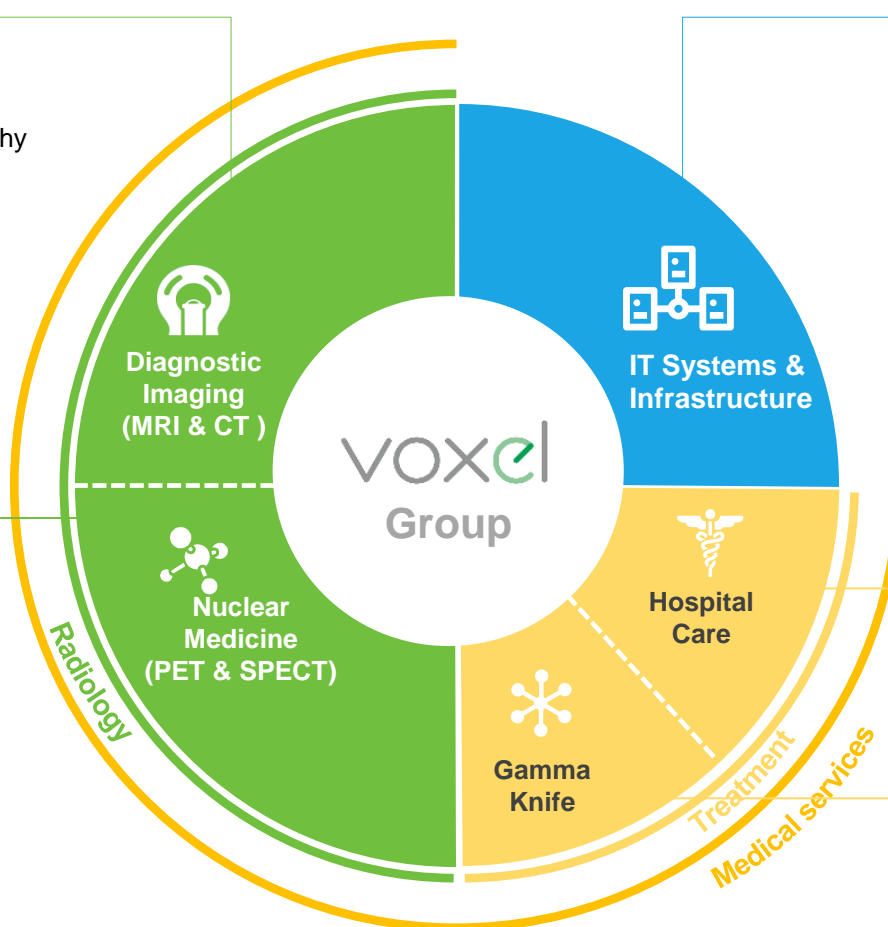 hy
Diagnostic
Imaging
(MRI & CT )
IT Systems &
Infrastructure
voxel
Group
Nuclear
Medicine
(PET & SPECT)
Hospital
Care
Gamma
Knife
Radiology
Treatment
Medical services